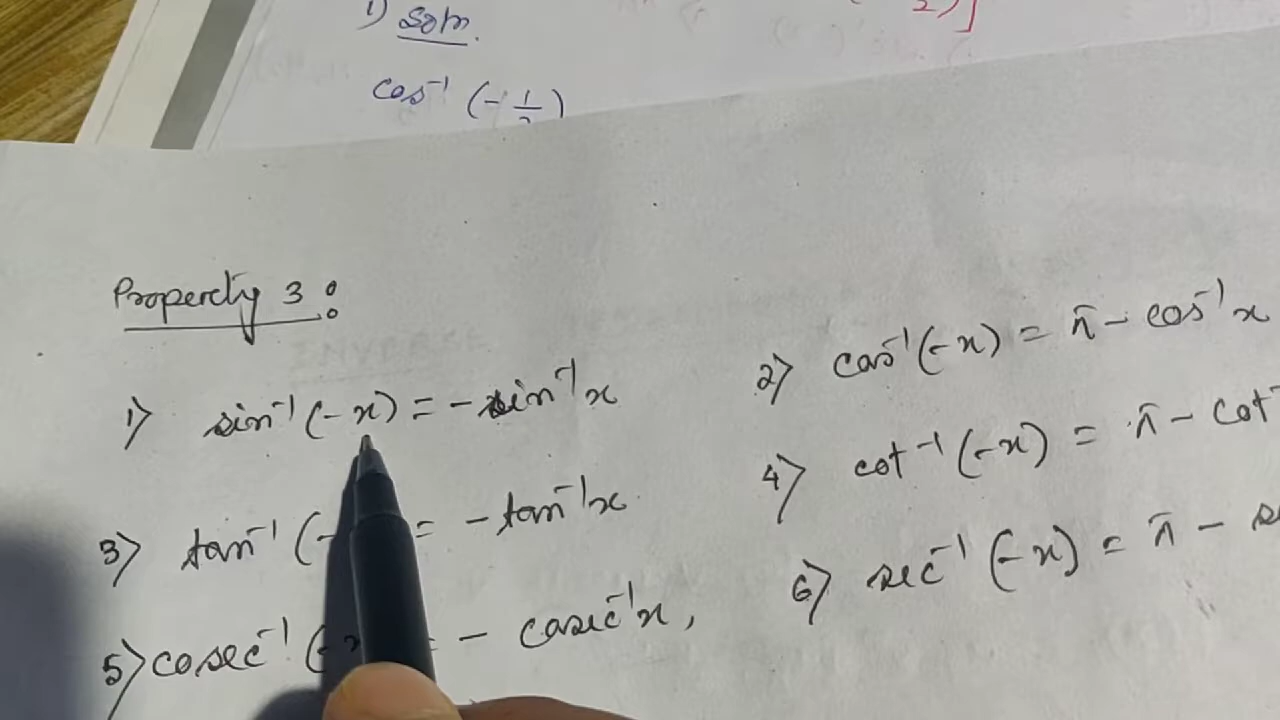 1) Soln.
cos⁻¹ (-1/2)
Property 3 :
1) sin⁻¹ (-x) = - sin⁻¹x
2) cos⁻¹ (-x) = π - cos⁻¹x
3) tan⁻¹ (- = - tan⁻¹x
4) cot⁻¹ (-x) = π - cot⁻
5) cosec⁻¹ (- = - cosec⁻¹x,
6) sec⁻¹ (-x) = π - s